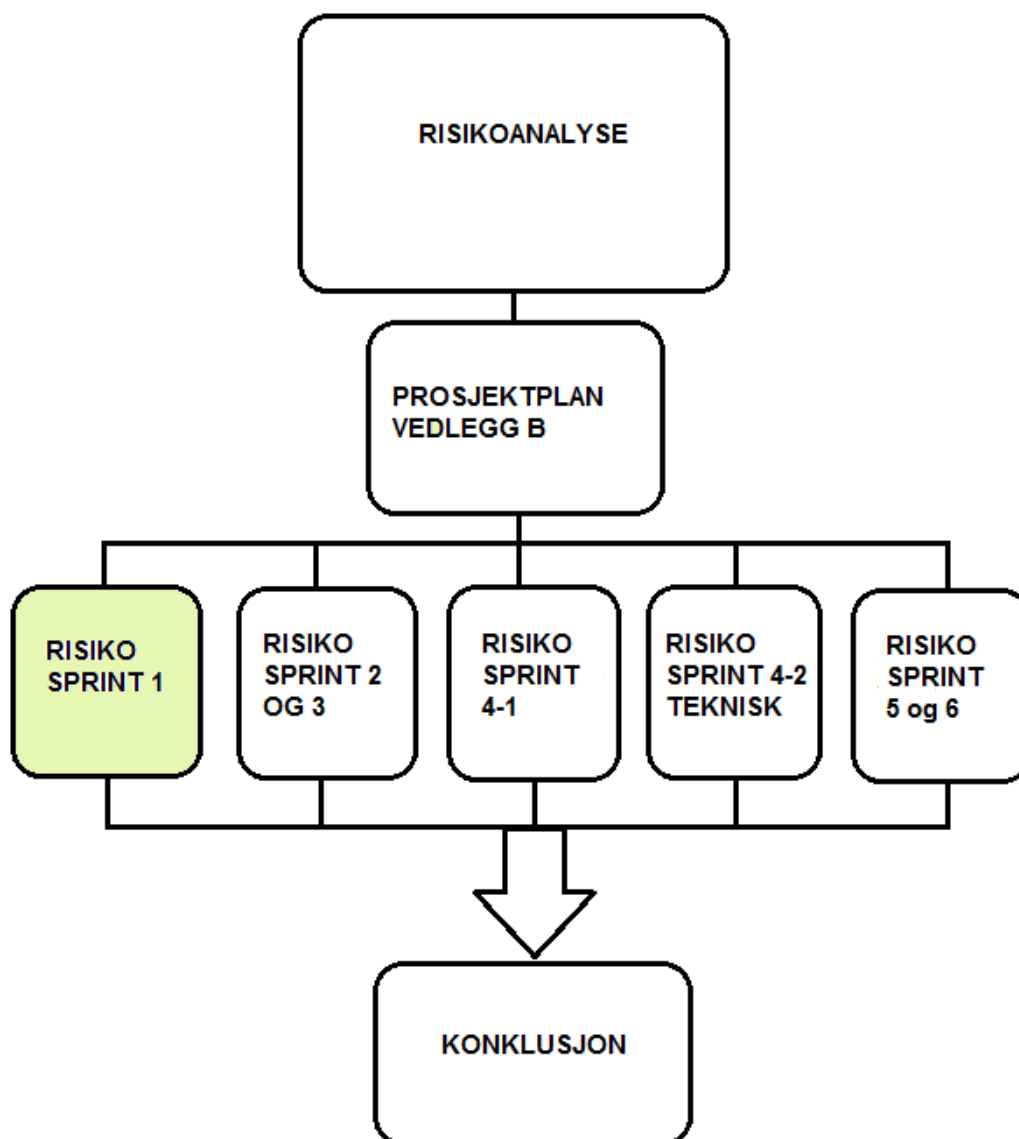 RISIKOANALYSE
PROSJEKTPLAN
VEDLEGG B
RISIKO
SPRINT 1
RISIKO
SPRINT 2
OG 3
RISIKO
SPRINT
4-1
RISIKO
SPRINT 4-2
TEKNISK
RISIKO
SPRINT
5 og 6
KONKLUSJON